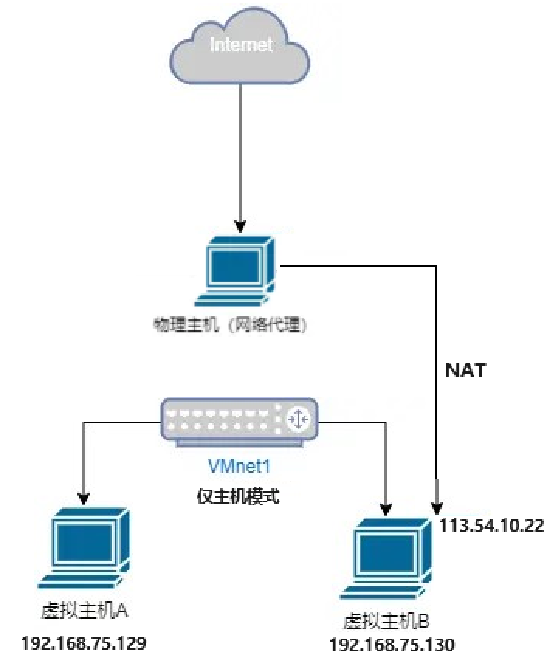 Internet
物理主机（网络代理）
NAT
VMnet1
仅主机模式
113.54.10.22
虚拟主机A
192.168.75.129
虚拟主机B
192.168.75.130